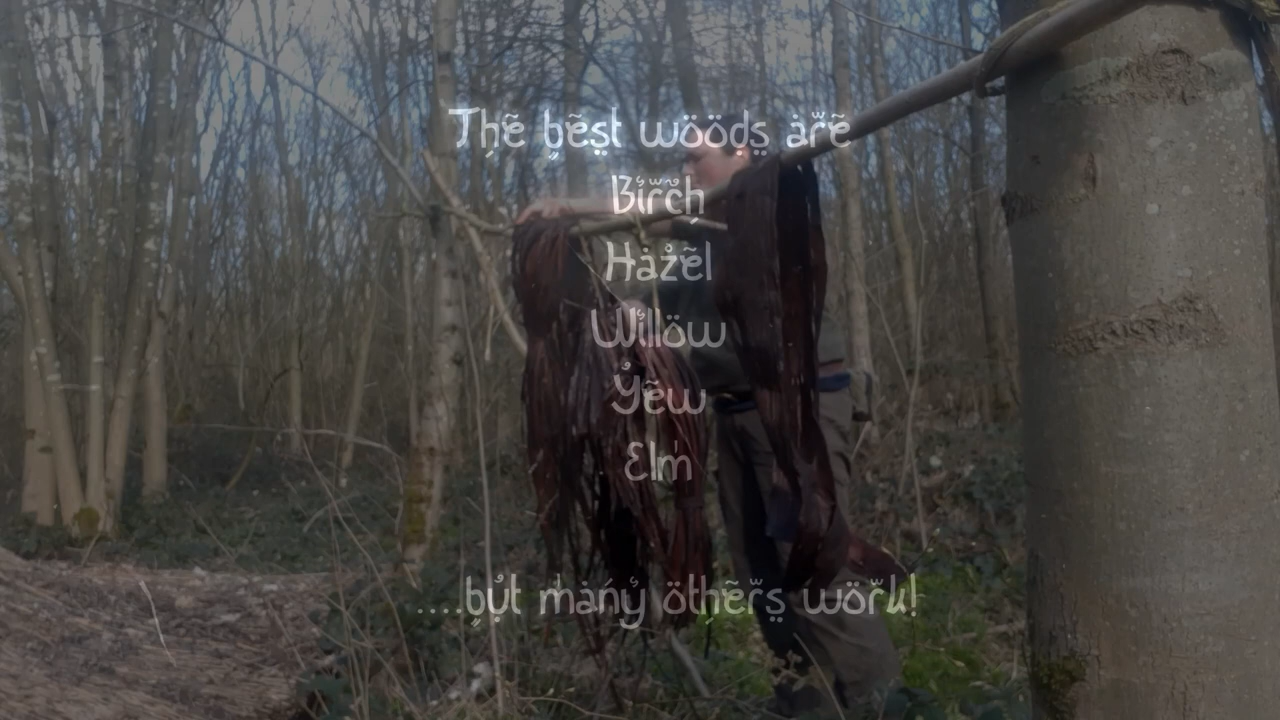 The best woods are
Birch
Hazel
Willow
Yew
Elm
....but many others work!